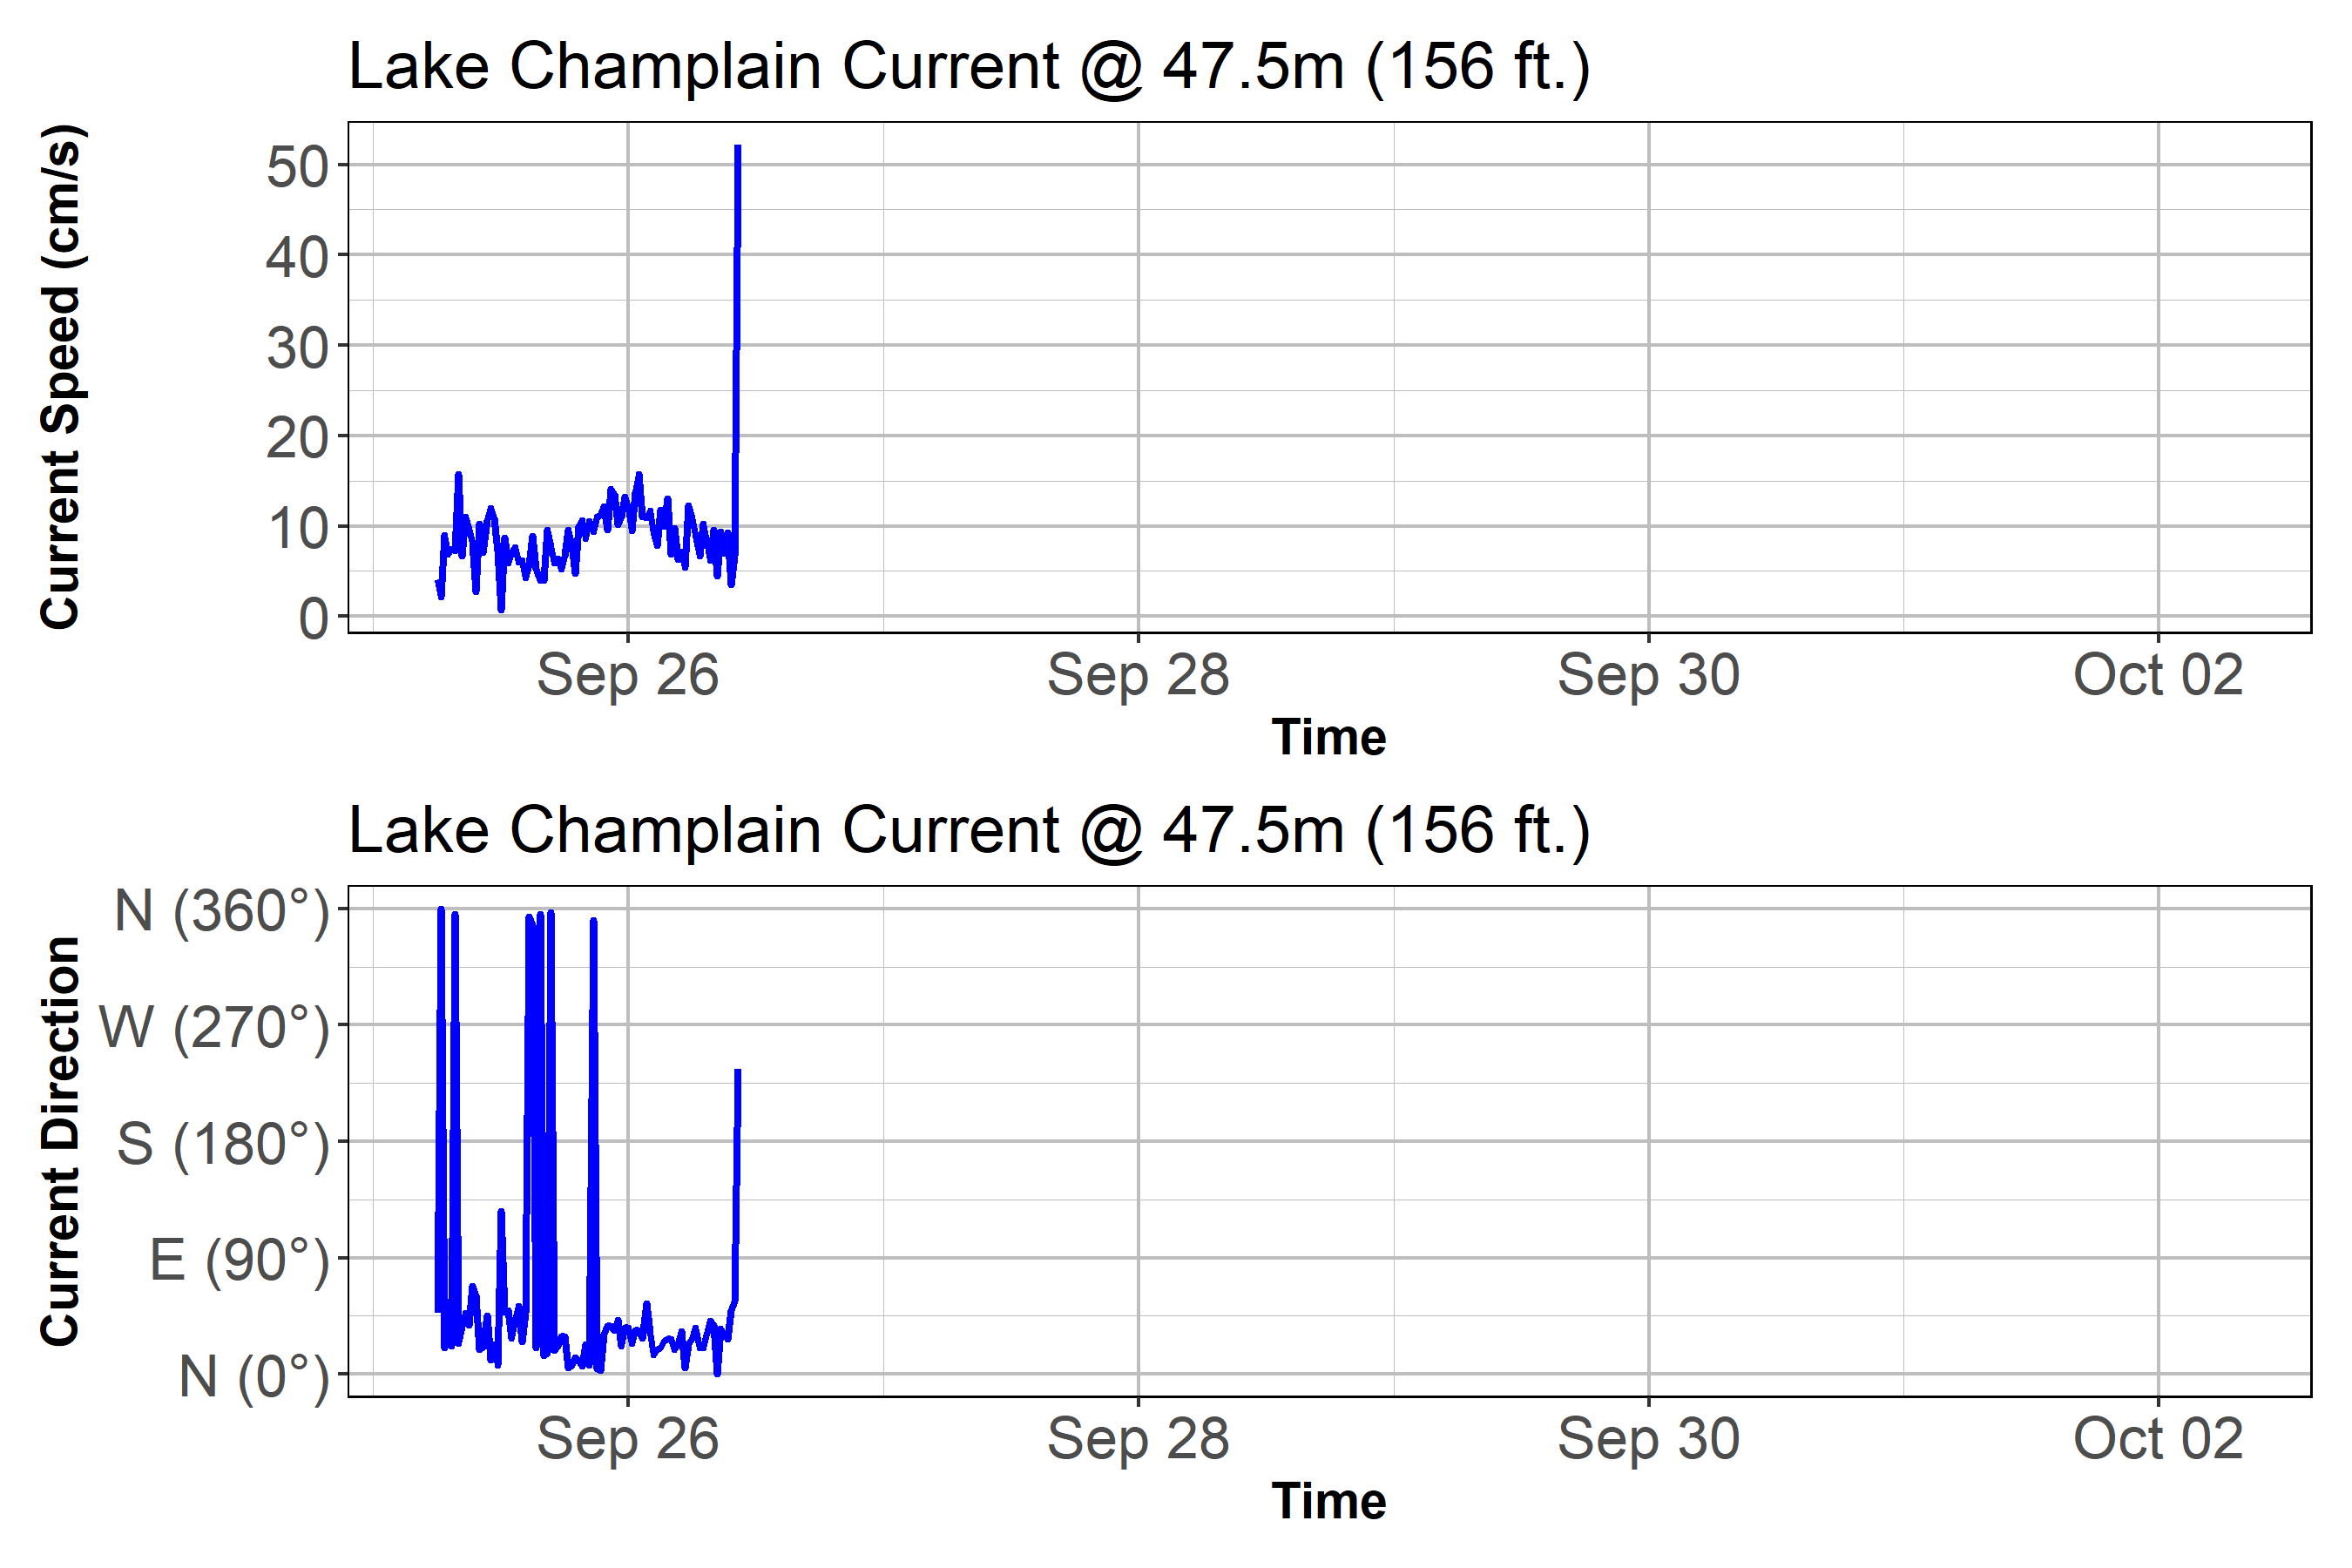 Lake Champlain Current @ 47.5m (156 ft.)
Current Speed (cm/s)
50
40
30
20
10
0
Sep 26
Sep 28
Sep 30
Oct 02
Time
Lake Champlain Current @ 47.5m (156 ft.)
Current Direction
N (360°)
W (270°)
S (180°)
E (90°)
N (0°)
Sep 26
Sep 28
Sep 30
Oct 02
Time